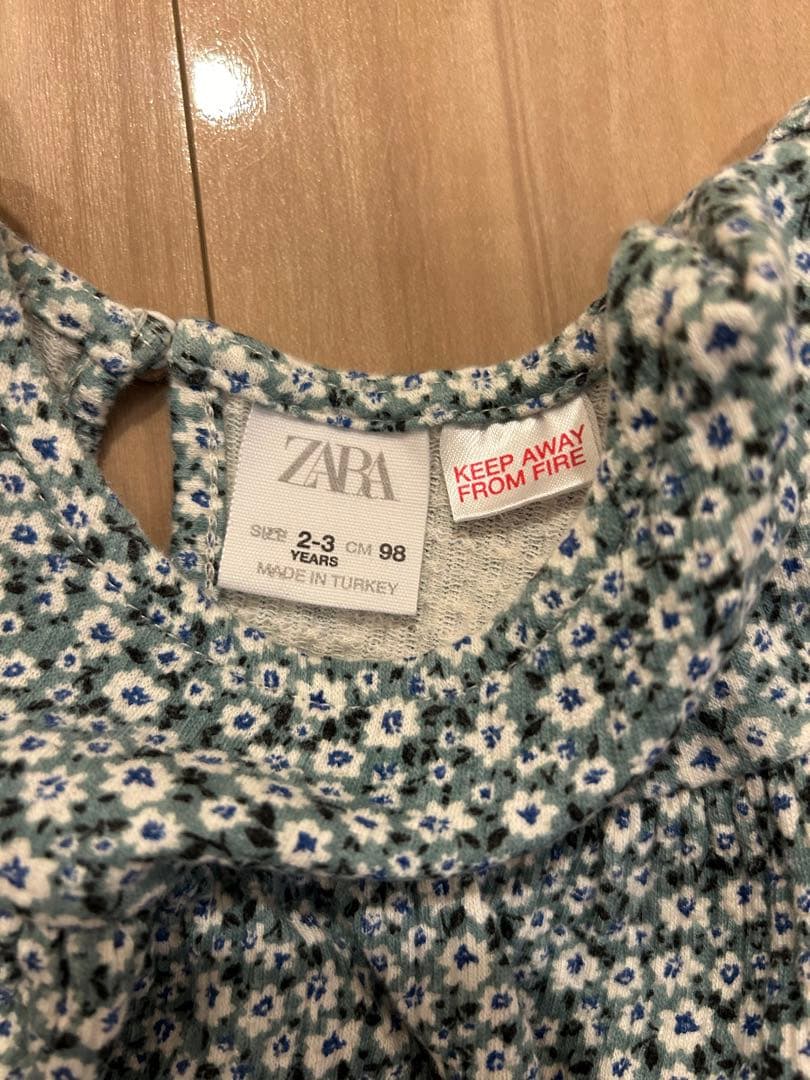 ZARA
SIZE 2-3 CM 98
YEARS
MADE IN TURKEY
KEEP AWAY
FROM FIRE